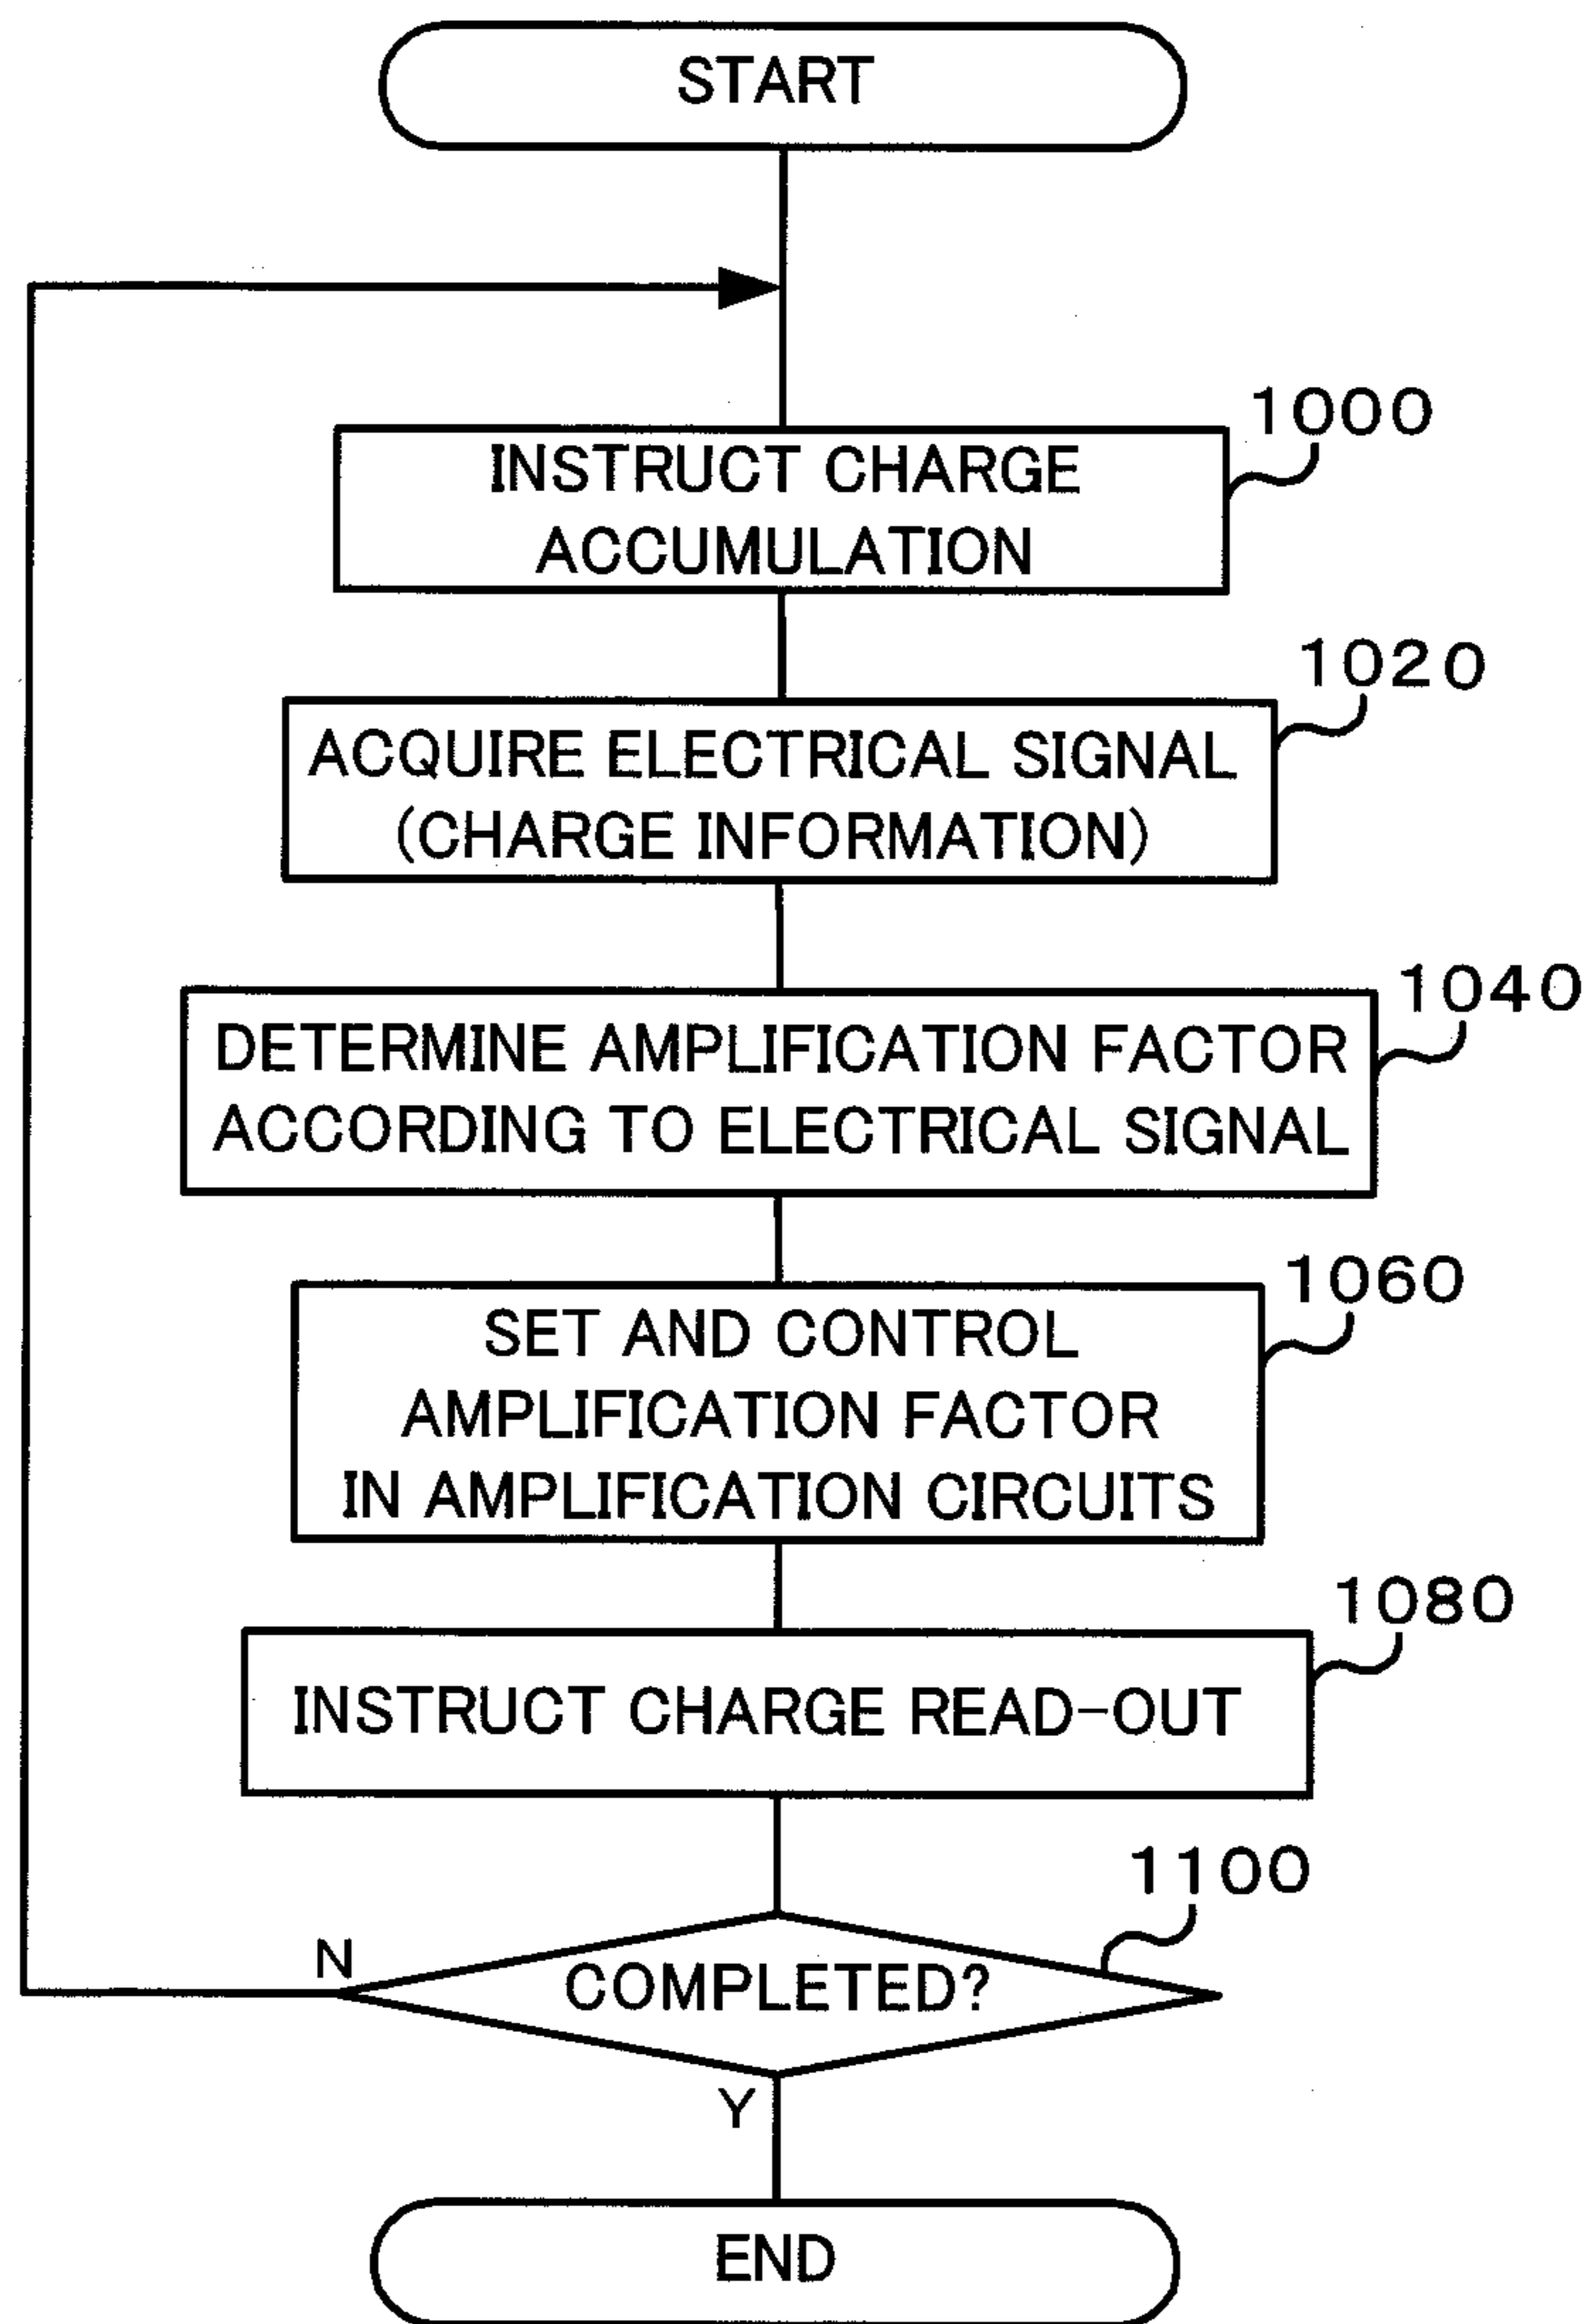 START
1000
INSTRUCT CHARGE
ACCUMULATION
1020
ACQUIRE ELECTRICAL SIGNAL
(CHARGE INFORMATION)
1040
DETERMINE AMPLIFICATION FACTOR
ACCORDING TO ELECTRICAL SIGNAL
1060
SET AND CONTROL
AMPLIFICATION FACTOR
IN AMPLIFICATION CIRCUITS
1080
INSTRUCT CHARGE READ-OUT
1100
N
COMPLETED?
Y
END